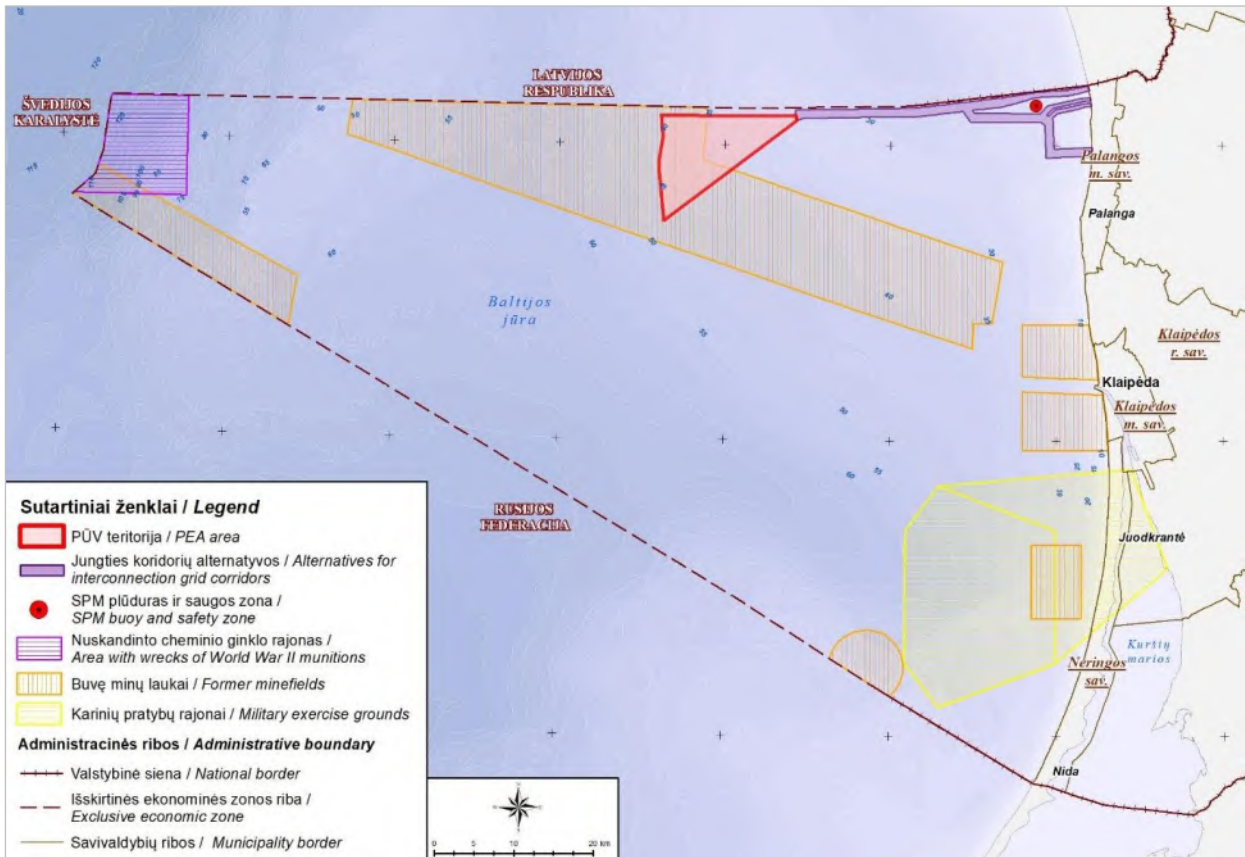 LATVIJOS
RESPUBLIKA
ŠVEDIJOS
KARALYSTĖ
Palangos
m. sav.
Palanga
Baltijos
jūra
Klaipėdos
r. sav.
Klaipėda
Klaipėdos
m. sav.
RUSIJOS
FEDERACIJA
Juodkrantė
Kuršių
marios
Neringos
sav.
Nida
Sutartiniai ženklai / Legend
PŪV teritorija / PEA area
Jungties koridorių alternatyvos / Alternatives for
interconnection grid corridors
SPM plūduras ir saugos zona /
SPM buoy and safety zone
Nuskandinto cheminio ginklo rajonas /
Area with wrecks of World War II munitions
Buvę minų laukai / Former minefields
Karinių pratybų rajonai / Military exercise grounds
Administracinės ribos / Administrative boundary
Valstybinė siena / National border
Išskirtinės ekonominės zonos riba /
Exclusive economic zone
Savivaldybių ribos / Municipality border
0 5 10 20 km